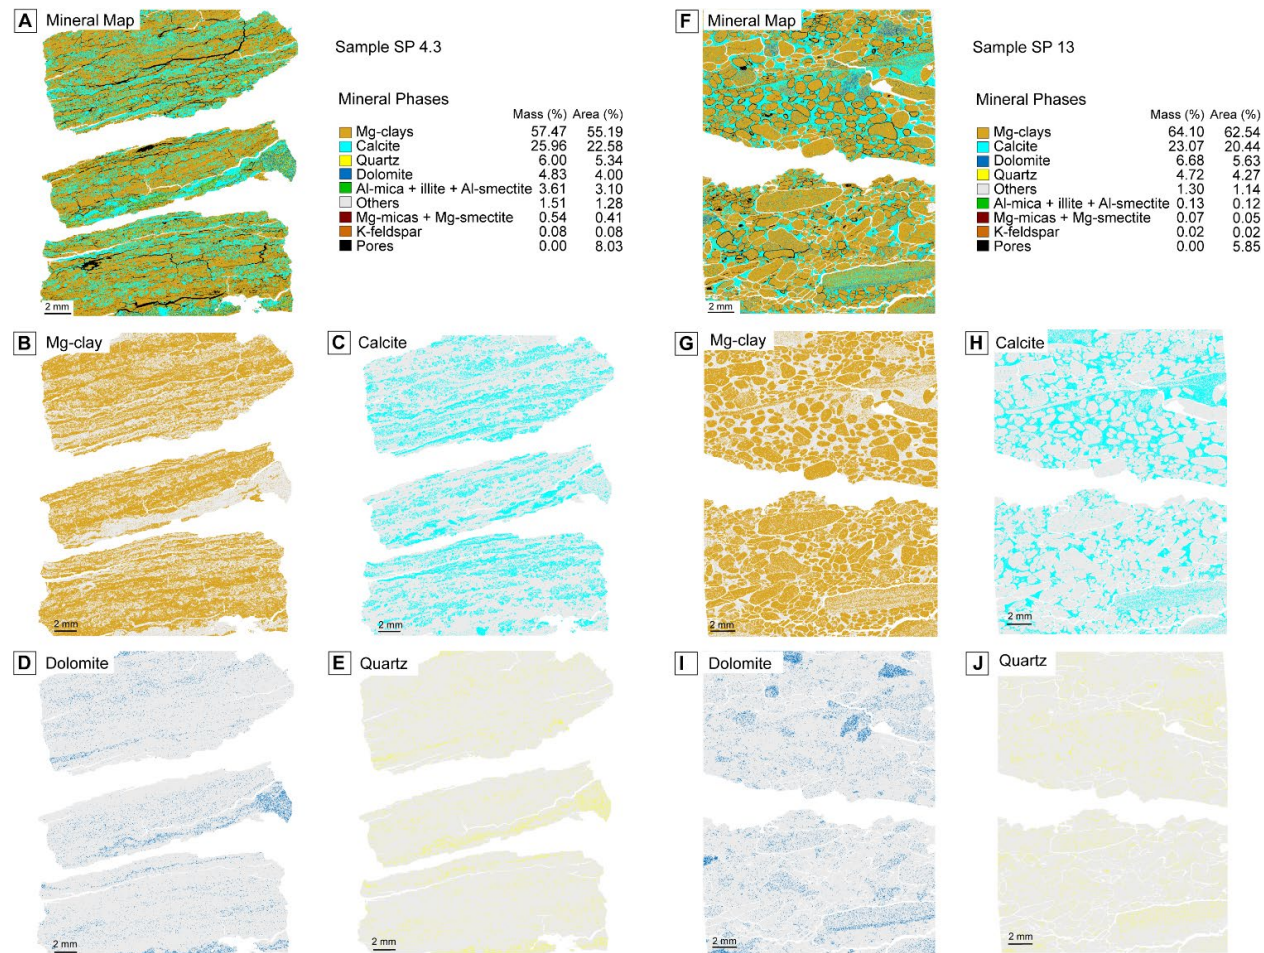 A Mineral Map
Sample SP 4.3
Mineral Phases
Mass (%) Area (%)
Mg-clays 57.47 55.19
Calcite 25.96 22.58
Quartz 6.00 5.34
Dolomite 4.83 4.00
Al-mica + illite + Al-smectite 3.61 3.10
Others 1.51 1.28
Mg-micas + Mg-smectite 0.54 0.41
K-feldspar 0.08 0.08
Pores 0.00 8.03
2 mm
F Mineral Map
Sample SP 13
Mineral Phases
Mass (%) Area (%)
Mg-clays 64.10 62.54
Calcite 23.07 20.44
Dolomite 6.68 5.63
Quartz 4.72 4.27
Others 1.30 1.14
Al-mica + illite + Al-smectite 0.13 0.12
Mg-micas + Mg-smectite 0.07 0.05
K-feldspar 0.02 0.02
Pores 0.00 5.85
2 mm
B Mg-clay
2 mm
C Calcite
2 mm
G Mg-clay
2 mm
H Calcite
2 mm
D Dolomite
2 mm
E Quartz
2 mm
I Dolomite
2 mm
J Quartz
2 mm